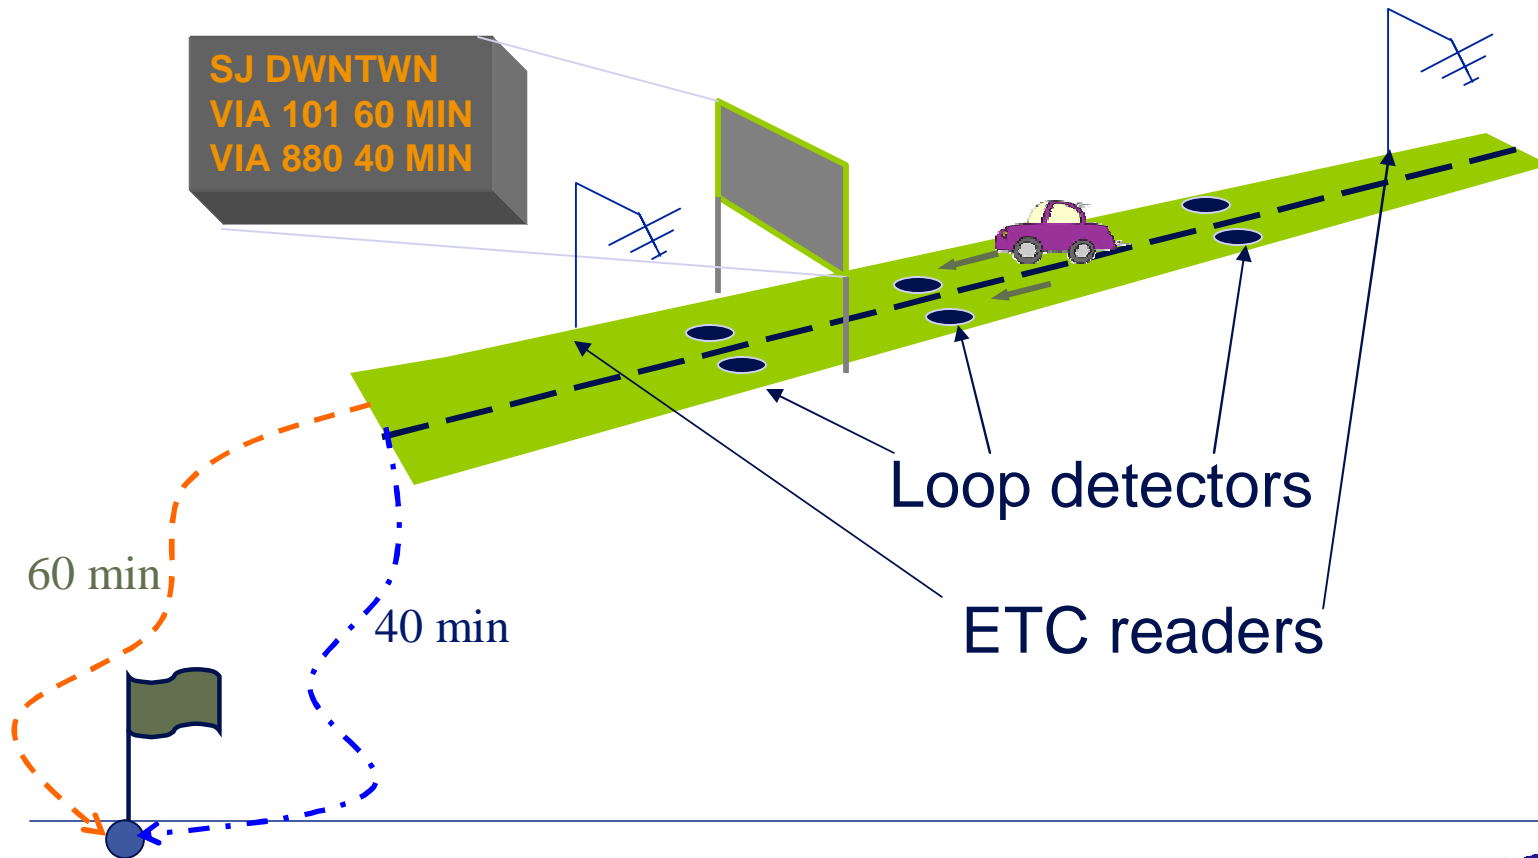 SJ DWNTWN
VIA 101 60 MIN
VIA 880 40 MIN
Loop detectors
60 min
40 min
ETC readers